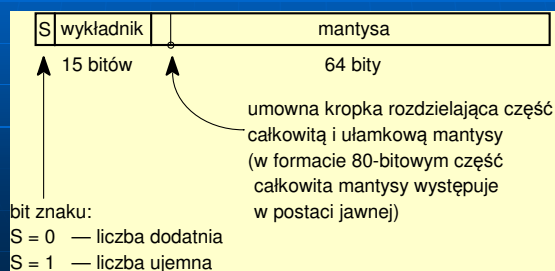 S wykładnik mantysa
15 bitów 64 bity
umowna kropka rozdzielająca część
całkowitą i ułamkową mantysy
(w formacie 80-bitowym część
całkowita mantysy występuje
w postaci jawnej)
bit znaku:
S = 0 — liczba dodatnia
S = 1 — liczba ujemna